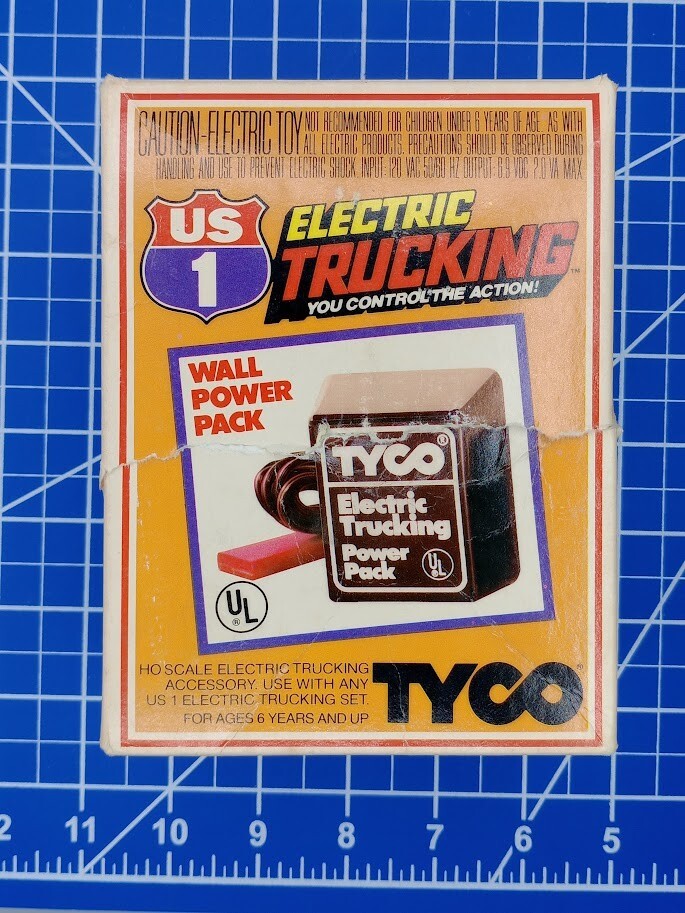 CAUTION-ELECTRIC TOY NOT RECOMMENDED FOR CHILDREN UNDER 6 YEARS OF AGE. AS WITH
ALL ELECTRIC PRODUCTS. PRECAUTIONS SHOULD BE OBSERVED DURING
HANDLING AND USE TO PREVENT ELECTRIC SHOCK. INPUT: 120 VAC 50/60 HZ OUTPUT: 6.5 VDC 2.0 VA MAX
US
1
ELECTRIC
TRUCKING™
YOU CONTROL THE ACTION!
WALL
POWER
PACK
TYCO®
Electric
Trucking
Power
Pack
UL
UL®
HO SCALE ELECTRIC TRUCKING
ACCESSORY. USE WITH ANY
US 1 ELECTRIC TRUCKING SET.
FOR AGES 6 YEARS AND UP
TYCO®
2 11 10 9 8 7 6 5